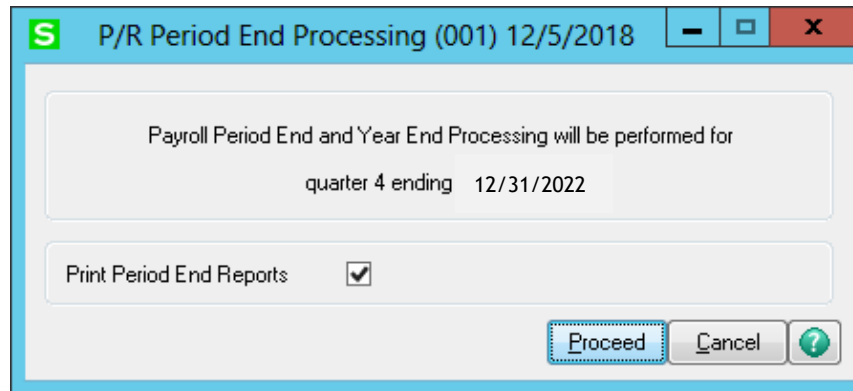 S P/R Period End Processing (001) 12/5/2018 x
Payroll Period End and Year End Processing will be performed for
quarter 4 ending 12/31/2022
Print Period End Reports
Proceed Cancel ?